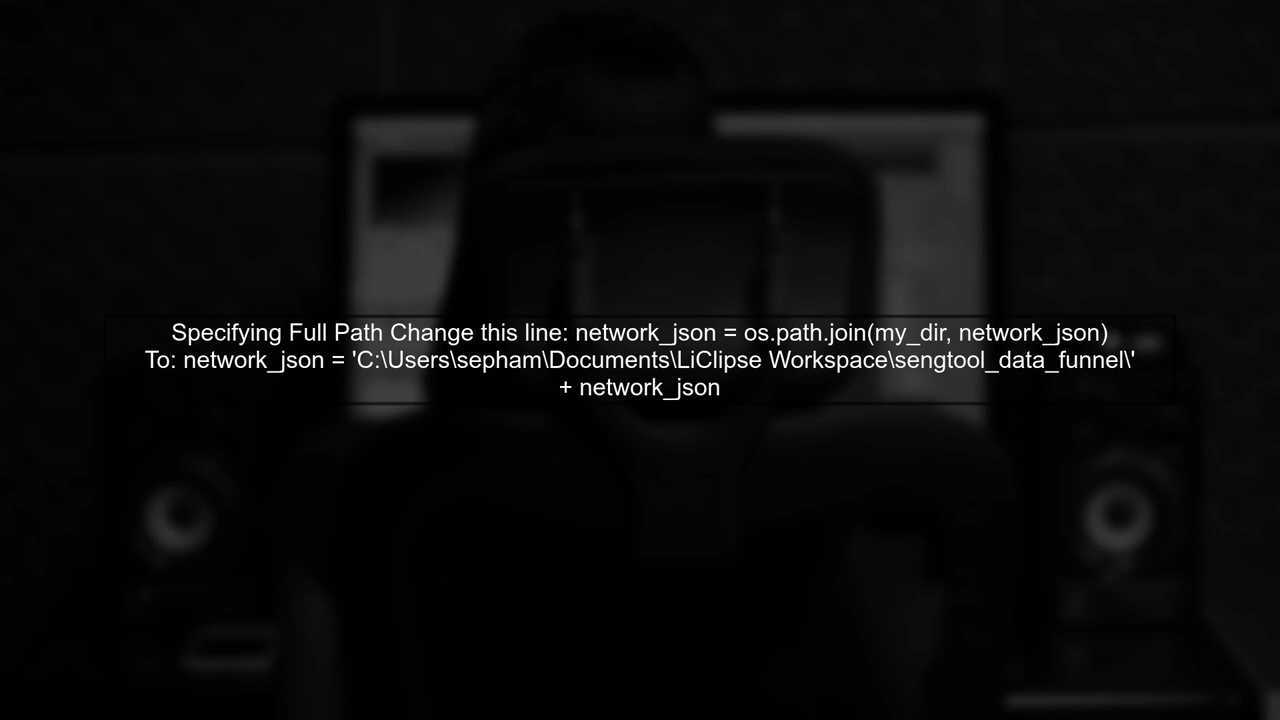 Specifying Full Path Change this line: network_json = os.path.join(my_dir, network_json)
To: network_json = 'C:\Users\sepham\Documents\LiClipse Workspace\sengtool_data_funnel\'
+ network_json